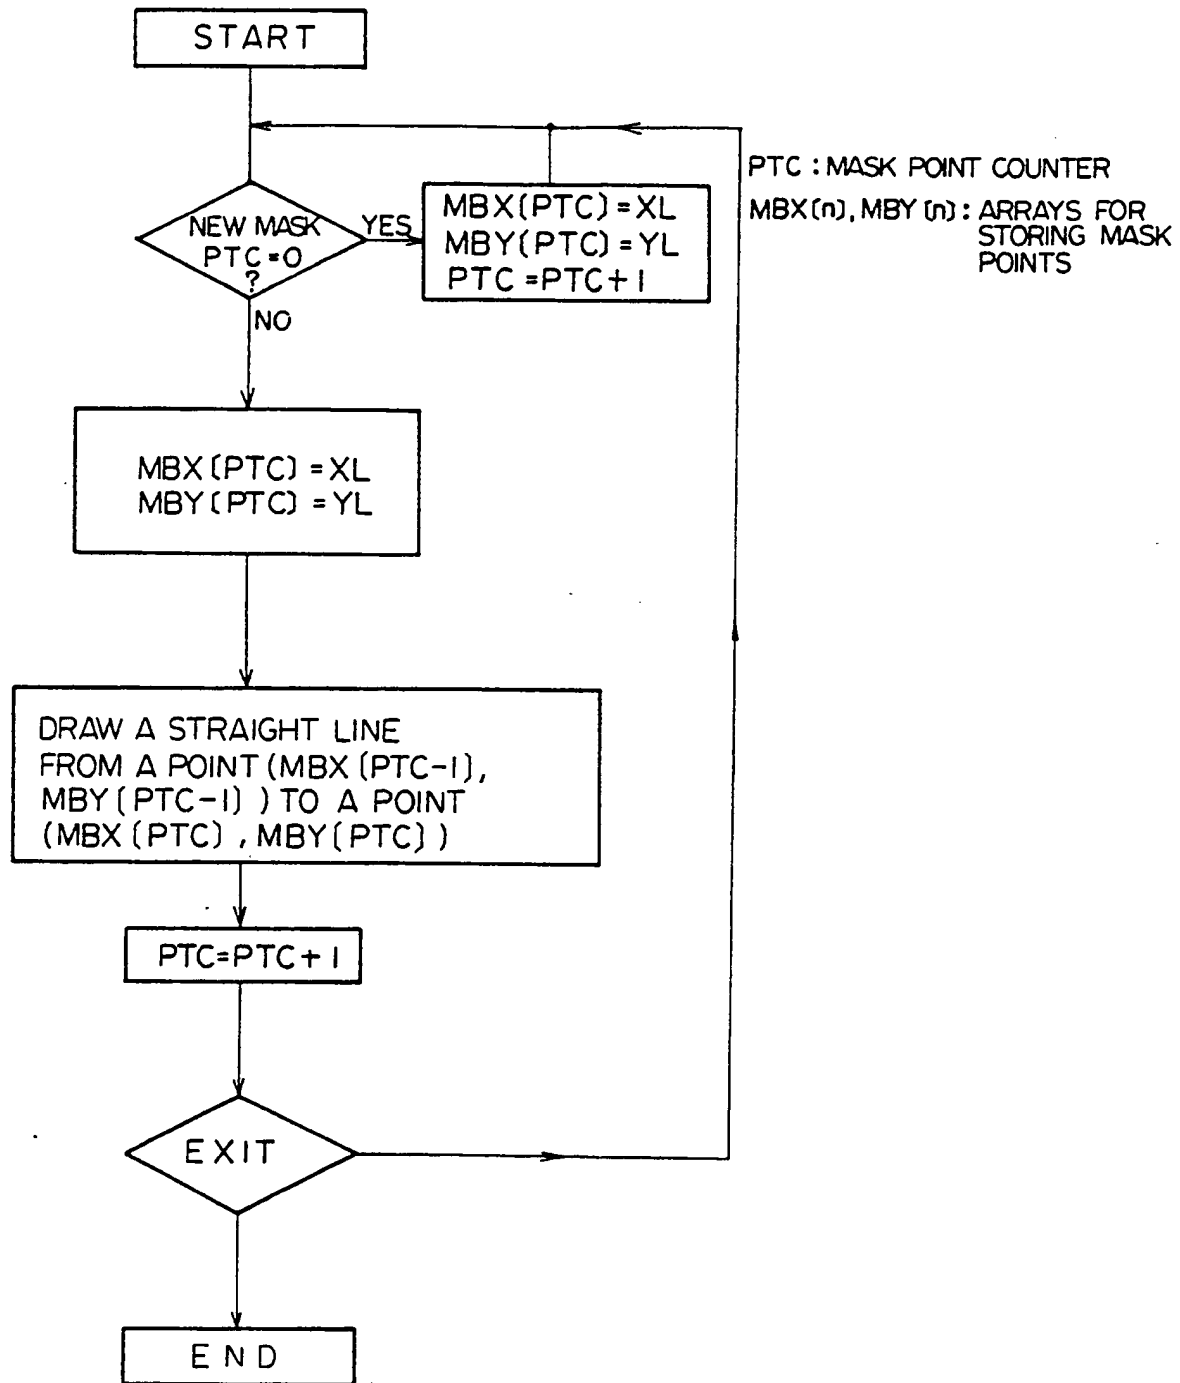 START
PTC : MASK POINT COUNTER
MBX(n), MBY(n) : ARRAYS FOR
STORING MASK
POINTS
NEW MASK
PTC=0
?
YES
MBX(PTC)=XL
MBY(PTC)=YL
PTC=PTC+1
NO
MBX(PTC)=XL
MBY(PTC)=YL
DRAW A STRAIGHT LINE
FROM A POINT (MBX(PTC-1),
MBY(PTC-1)) TO A POINT
(MBX(PTC), MBY(PTC))
PTC=PTC+1
EXIT
END